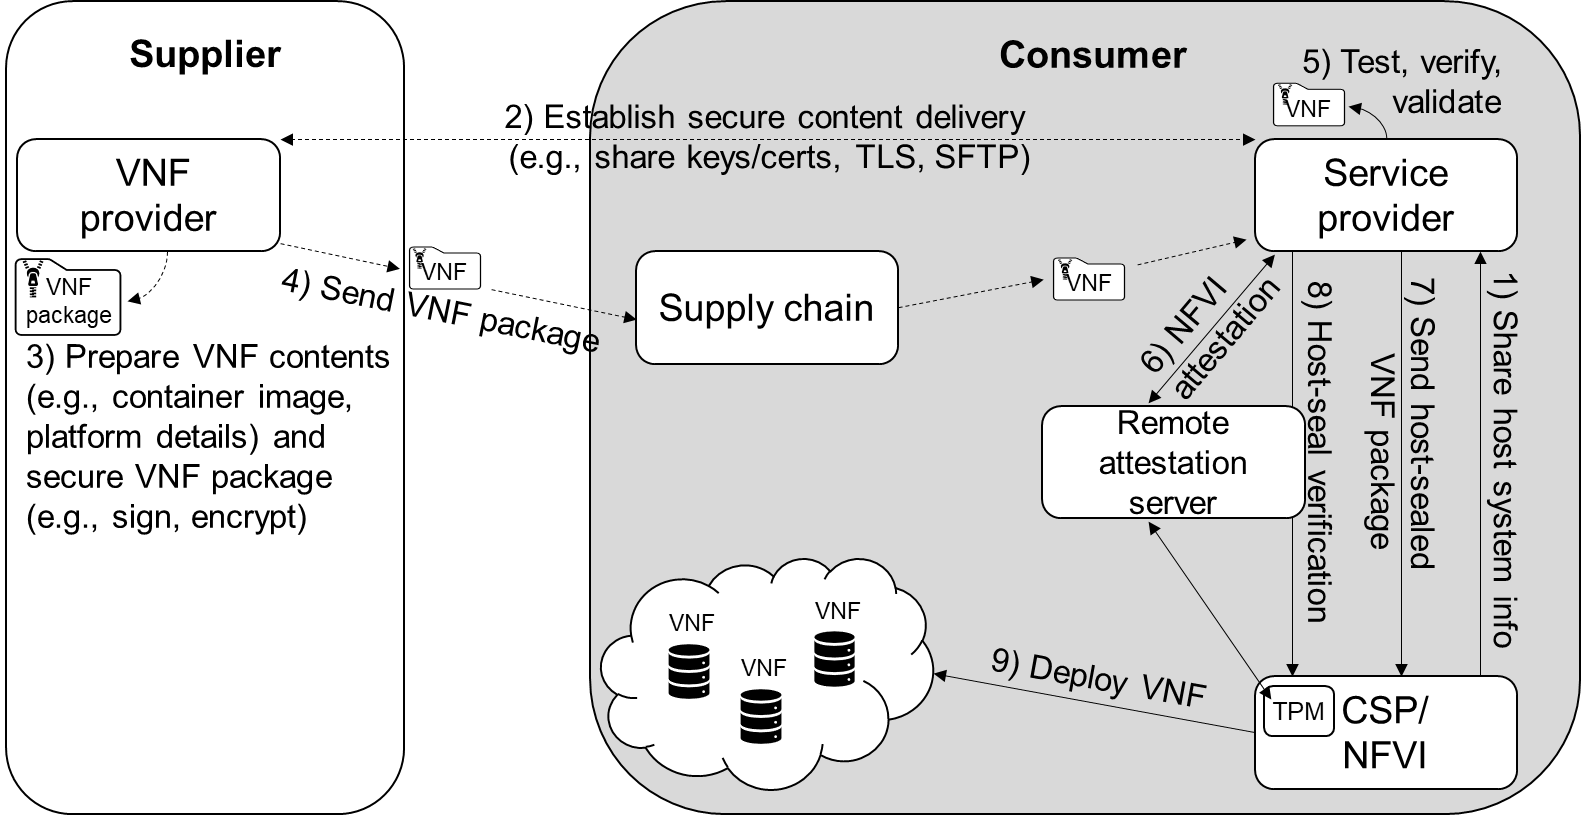 Supplier
Consumer
5) Test, verify,
validate
VNF
2) Establish secure content delivery
(e.g., share keys/certs, TLS, SFTP)
VNF
provider
Service
provider
VNF
package
4) Send VNF package
VNF
Supply chain
VNF
3) Prepare VNF contents
(e.g., container image,
platform details) and
secure VNF package
(e.g., sign, encrypt)
6) NFVI
attestation
8) Host-seal verification
7) Send host-sealed
VNF package
1) Share host system info
Remote
attestation
server
VNF
VNF
VNF
9) Deploy VNF
TPM
CSP/
NFVI